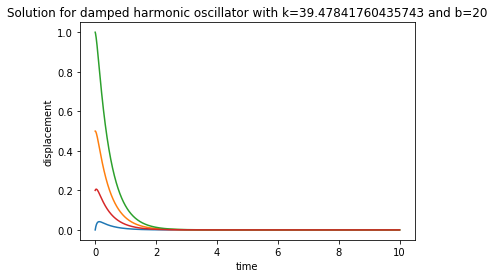 Solution for damped harmonic oscillator with k=39.47841760435743 and b=20
1.0
0.8
0.6
0.4
0.2
0.0
displacement
0 2 4 6 8 10
time